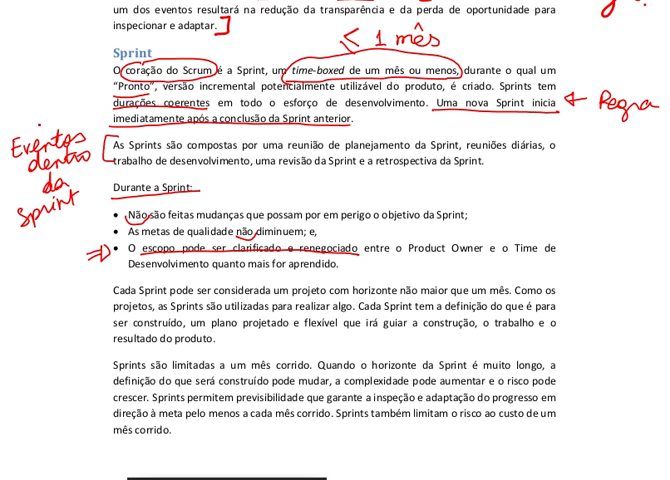 um dos eventos resultará na redução da transparência e da perda de oportunidade para
inspecionar e adaptar.
< 1 mês
Sprint
O coração do Scrum é a Sprint, um time-boxed de um mês ou menos, durante o qual um
“Pronto”, versão incremental potencialmente utilizável do produto, é criado. Sprints tem
durações coerentes em todo o esforço de desenvolvimento. Uma nova Sprint inicia
← Regra
imediatamente após a conclusão da Sprint anterior.
Eventos
dentro
da
Sprint
As Sprints são compostas por uma reunião de planejamento da Sprint, reuniões diárias, o
trabalho de desenvolvimento, uma revisão da Sprint e a retrospectiva da Sprint.
Durante a Sprint:
• Não são feitas mudanças que possam por em perigo o objetivo da Sprint;
• As metas de qualidade não diminuem; e,
⇒ • O escopo pode ser clarificado e renegociado entre o Product Owner e o Time de
Desenvolvimento quanto mais for aprendido.
Cada Sprint pode ser considerada um projeto com horizonte não maior que um mês. Como os
projetos, as Sprints são utilizadas para realizar algo. Cada Sprint tem a definição do que é para
ser construído, um plano projetado e flexível que irá guiar a construção, o trabalho e o
resultado do produto.
Sprints são limitadas a um mês corrido. Quando o horizonte da Sprint é muito longo, a
definição do que será construído pode mudar, a complexidade pode aumentar e o risco pode
crescer. Sprints permitem previsibilidade que garante a inspeção e adaptação do progresso em
direção à meta pelo menos a cada mês corrido. Sprints também limitam o risco ao custo de um
mês corrido.